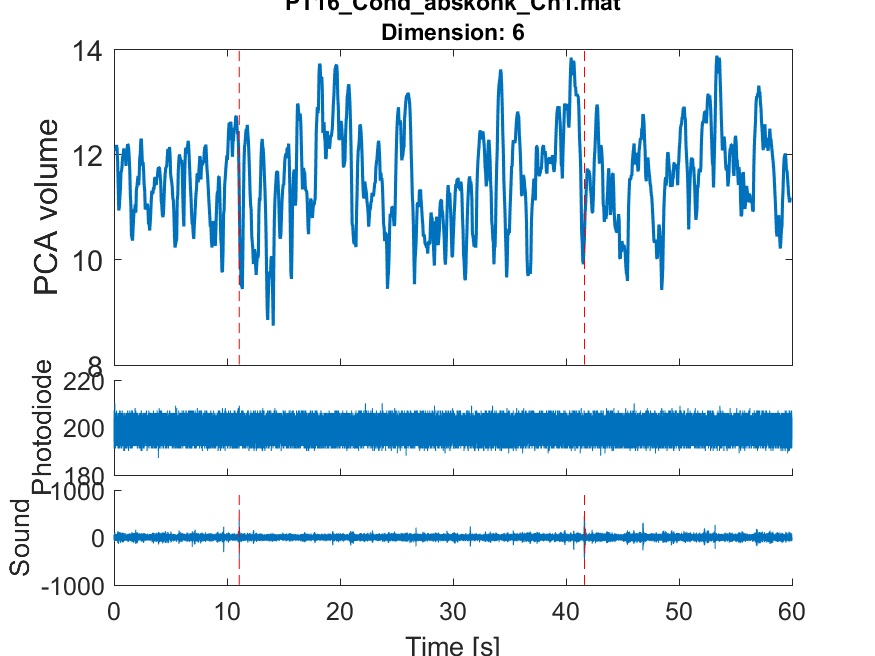 PT16_Cond_abskonk_Ch1.mat
Dimension: 6
14
12
10
8
PCA volume
220
200
180
Photodiode
1000
0
-1000
Sound
0 10 20 30 40 50 60
Time [s]